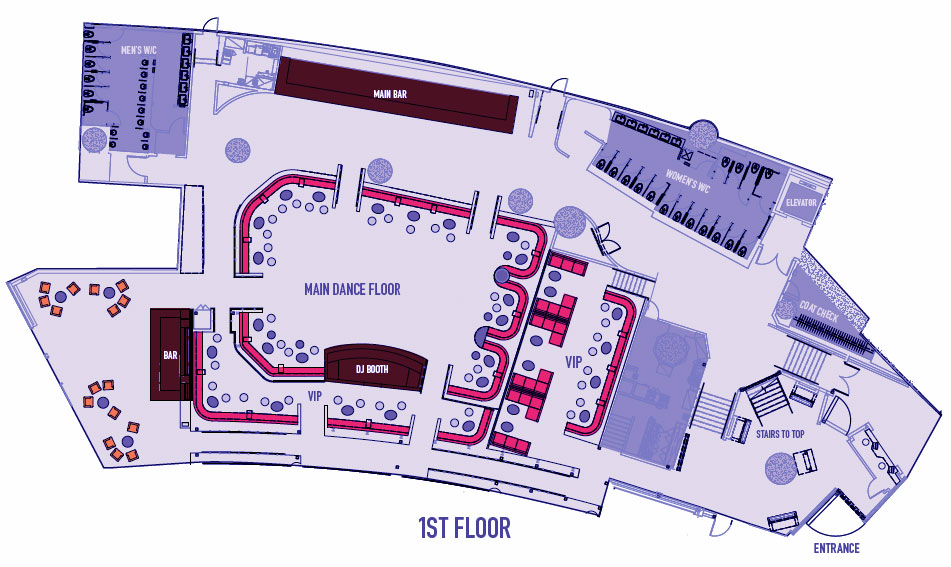 MEN'S W/C
MAIN BAR
WOMEN'S W/C
ELEVATOR
MAIN DANCE FLOOR
COAT CHECK
BAR
DJ BOOTH
VIP
VIP
STAIRS TO TOP
1ST FLOOR
ENTRANCE